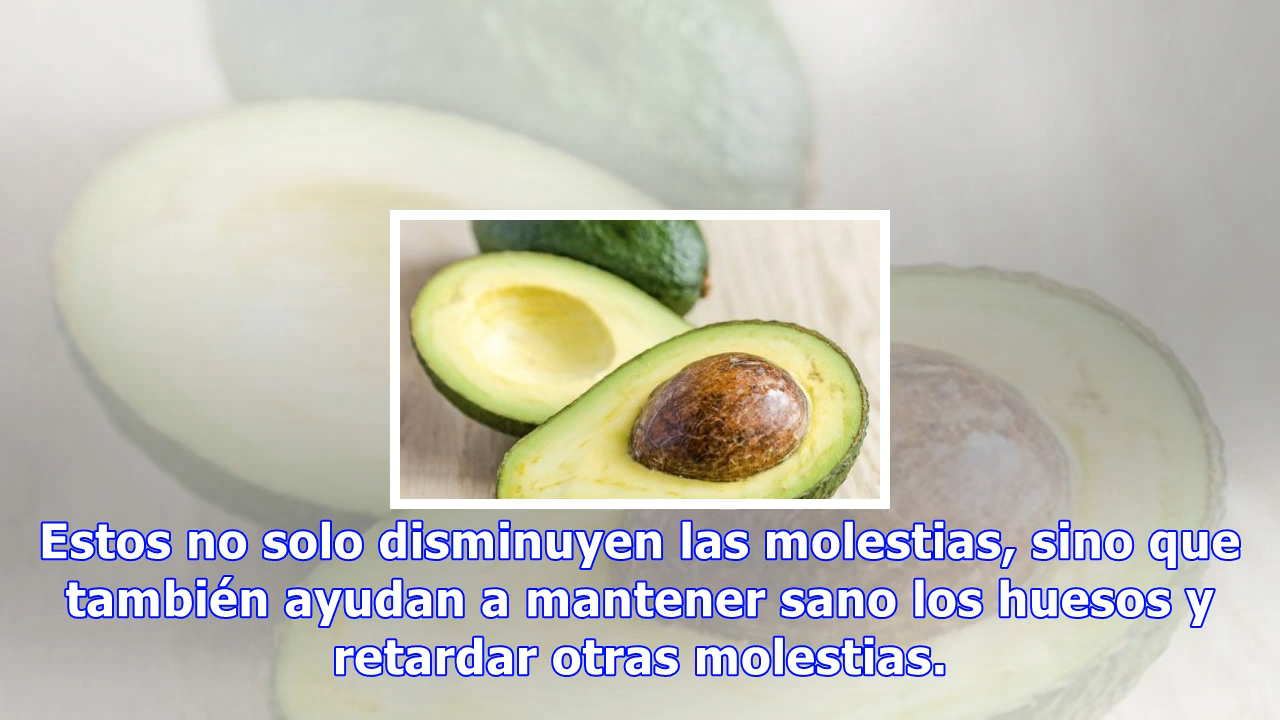 Estos no solo disminuyen las molestias, sino que
también ayudan a mantener sano los huesos y
retardar otras molestias.